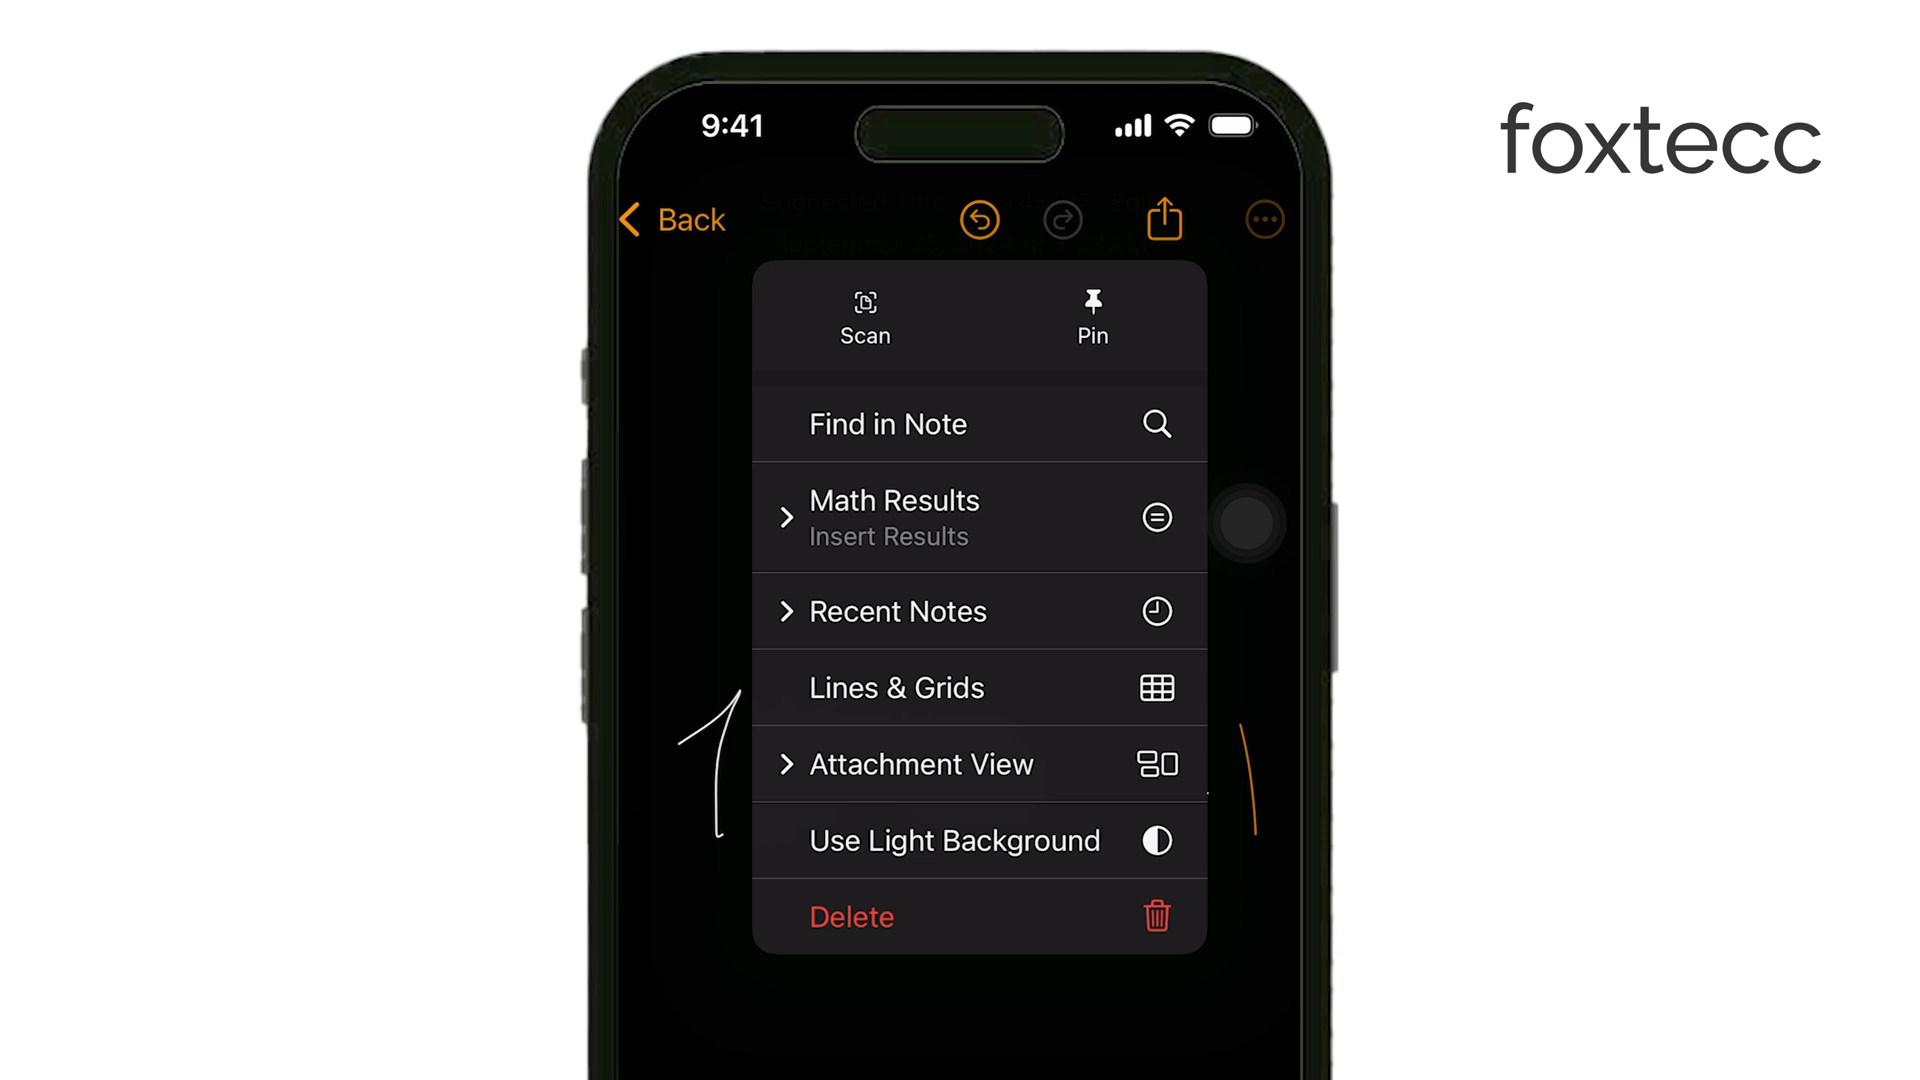 foxtecc
9:41
Back
Scan
Pin
Find in Note
Math Results
Insert Results
Recent Notes
Lines & Grids
Attachment View
Use Light Background
Delete